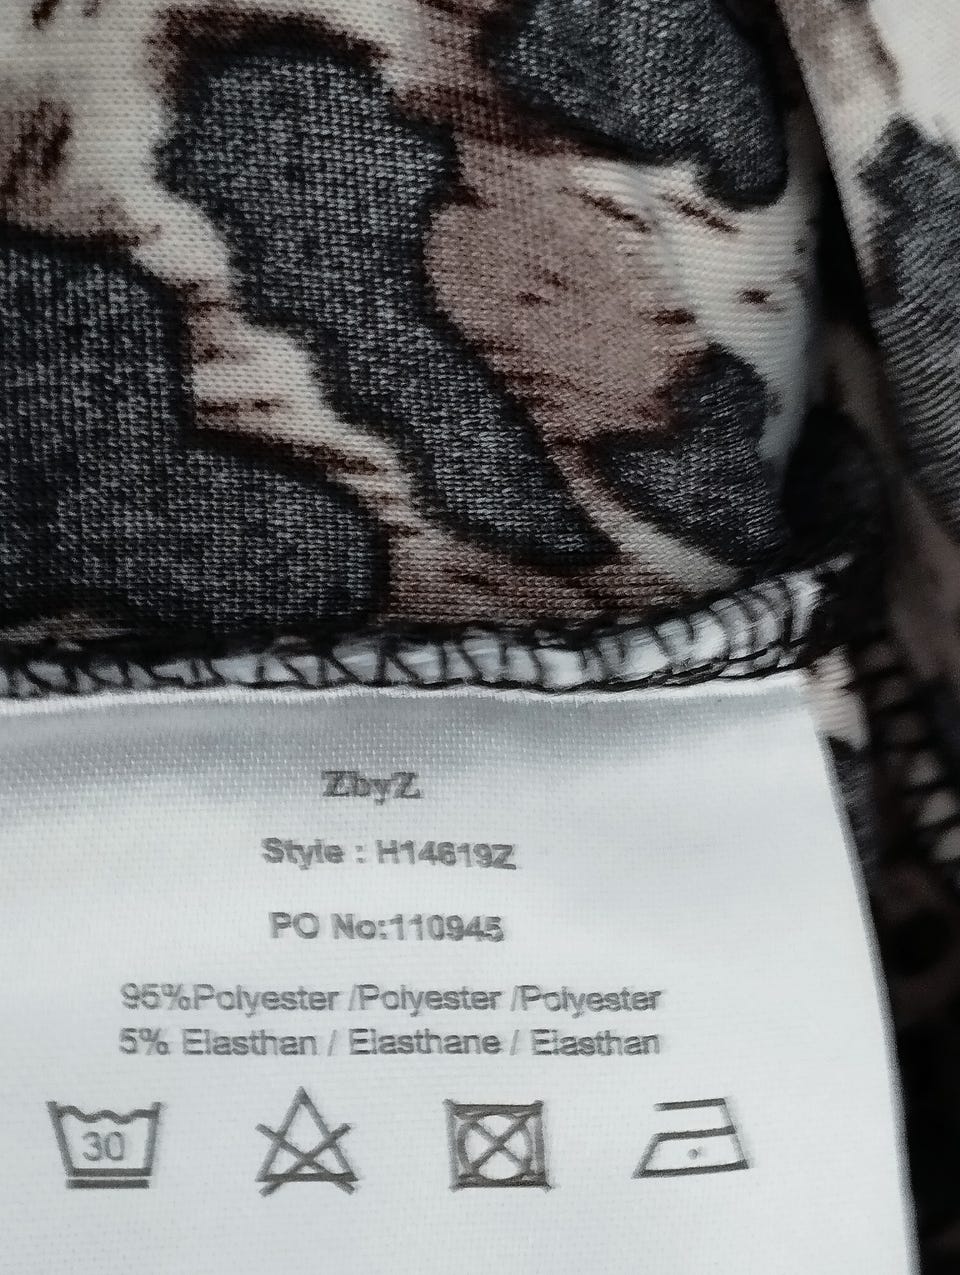 ZbyZ
Style : H14619Z
PO No:110945
95%Polyester /Polyester /Polyester
5% Elasthan / Elasthane / Elasthan
30